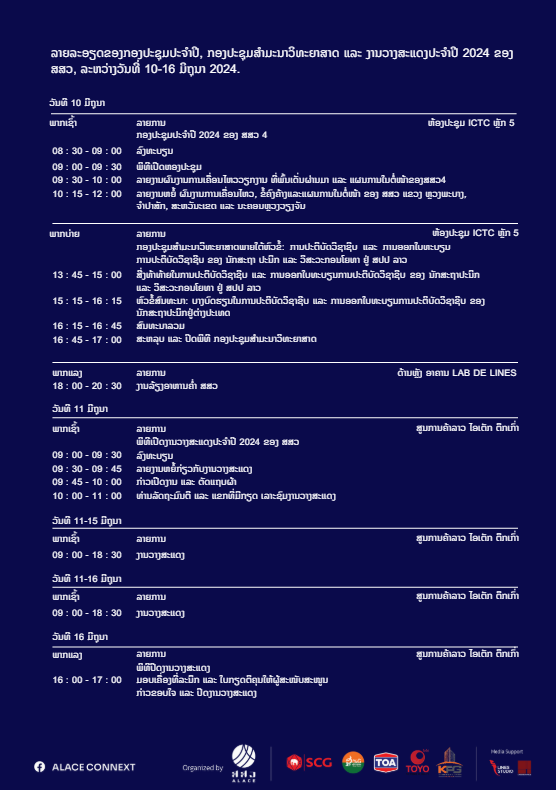 ລາຍລະອຽດຂອງກອງປະຊຸມປະຈຳປີ, ກອງປະຊຸມສຳມະນາວິທະຍາສາດ ແລະ ງານວາງສະແດງປະຈຳປີ 2024 ຂອງ
ສສວ, ລະຫວ່າງວັນທີ 10-16 ມິຖຸນາ 2024.
ວັນທີ 10 ມິຖຸນາ
ພາກເຊົ້າ ລາຍການ ຫ້ອງປະຊຸມ ICTC ຫຼັກ 5
ກອງປະຊຸມປະຈຳປີ 2024 ຂອງ ສສວ 4
08 : 30 - 09 : 00 ລົງທະບຽນ
09 : 00 - 09 : 30 ພິທີເປີດກອງປະຊຸມ
09 : 30 - 10 : 00 ລາຍງານຜົນງານການເຄື່ອນໄຫວວຽກງານ ທີ່ພົ້ນເດັ່ນຜ່ານມາ ແລະ ແຜນການໃນຕໍ່ໜ້າຂອງສສວ4
10 : 15 - 12 : 00 ລາຍງານຫຍໍ້ ຜົນງານການເຄື່ອນໄຫວ, ຂໍ້ຄົງຄ້າງແລະແຜນການໃນຕໍ່ໜ້າ ຂອງ ສສວ ແຂວງ ຫຼວງພະບາງ,
ຈຳປາສັກ, ສະຫວັນນະເຂດ ແລະ ນະຄອນຫຼວງວຽງຈັນ
ພາກບ່າຍ ລາຍການ ຫ້ອງປະຊຸມ ICTC ຫຼັກ 5
ກອງປະຊຸມສຳມະນາວິທະຍາສາດພາຍໃຕ້ຫົວຂໍ້: ການປະຕິບັດວິຊາຊີບ ແລະ ການອອກໃບທະບຽນ
ການປະຕິບັດວິຊາຊີບ ຂອງ ນັກສະຖາ ປະນິກ ແລະ ວິສະວະກອນໂຍທາ ຢູ່ ສປປ ລາວ
13 : 45 - 15 : 00 ສິ່ງທ້າທາຍໃນການປະຕິບັດວິຊາຊີບ ແລະ ການອອກໃບທະບຽນການປະຕິບັດວິຊາຊີບ ຂອງ ນັກສະຖາປະນິກ
ແລະ ວິສະວະກອນໂຍທາ ຢູ່ ສປປ ລາວ
15 : 15 - 16 : 15 ຫົວຂໍ້ສົນທະນາ: ບາງບົດຮຽນໃນການປະຕິບັດວິຊາຊີບ ແລະ ການອອກໃບທະບຽນການປະຕິບັດວິຊາຊີບ ຂອງ
ນັກສະຖາປະນິກຢູ່ຕ່າງປະເທດ
16 : 15 - 16 : 45 ສົນທະນາລວມ
16 : 45 - 17 : 00 ສະຫລຸບ ແລະ ປິດພິທີ ກອງປະຊຸມສຳມະນາວິທະຍາສາດ
ພາກແລງ ລາຍການ ດ້ານຫຼັງ ອາຄານ LAB DE LINES
18 : 00 - 20 : 30 ງານລ້ຽງອາຫານຄ່ຳ ສສວ
ວັນທີ 11 ມິຖຸນາ
ພາກເຊົ້າ ລາຍການ ສູນການຄ້າລາວ ໄອເຕັກ ຕຶກເກົ່າ
ພິທີເປີດງານວາງສະແດງປະຈຳປີ 2024 ຂອງ ສສວ
09 : 00 - 09 : 30 ລົງທະບຽນ
09 : 30 - 09 : 45 ລາຍງານຫຍໍ້ກ່ຽວກັບງານວາງສະແດງ
09 : 45 - 10 : 00 ກ່າວເປີດງານ ແລະ ຕັດແຖບຜ້າ
10 : 00 - 11 : 00 ທ່ານລັດຖະມົນຕີ ແລະ ແຂກທີ່ມີກຽດ ເລາະຊົມງານວາງສະແດງ
ວັນທີ 11-15 ມິຖຸນາ
ພາກເຊົ້າ ລາຍການ ສູນການຄ້າລາວ ໄອເຕັກ ຕຶກເກົ່າ
09 : 00 - 18 : 30 ງານວາງສະແດງ
ວັນທີ 11-16 ມິຖຸນາ
ພາກເຊົ້າ ລາຍການ ສູນການຄ້າລາວ ໄອເຕັກ ຕຶກເກົ່າ
09 : 00 - 18 : 30 ງານວາງສະແດງ
ວັນທີ 16 ມິຖຸນາ
ພາກແລງ ລາຍການ ສູນການຄ້າລາວ ໄອເຕັກ ຕຶກເກົ່າ
ພິທີປິດງານວາງສະແດງ
16 : 00 - 17 : 00 ມອບເຄື່ອງທີ່ລະນຶກ ແລະ ໃບກຽດຕິຄຸນໃຫ້ຜູ້ສະໜັບສະໜູນ
ກ່າວຂອບໃຈ ແລະ ປິດງານວາງສະແດງ
ALACE CONNEXT
Organized by
ສສວ
ALACE
SCG
TOA
TOYO
KPG
Media Support
LINES STUDIO